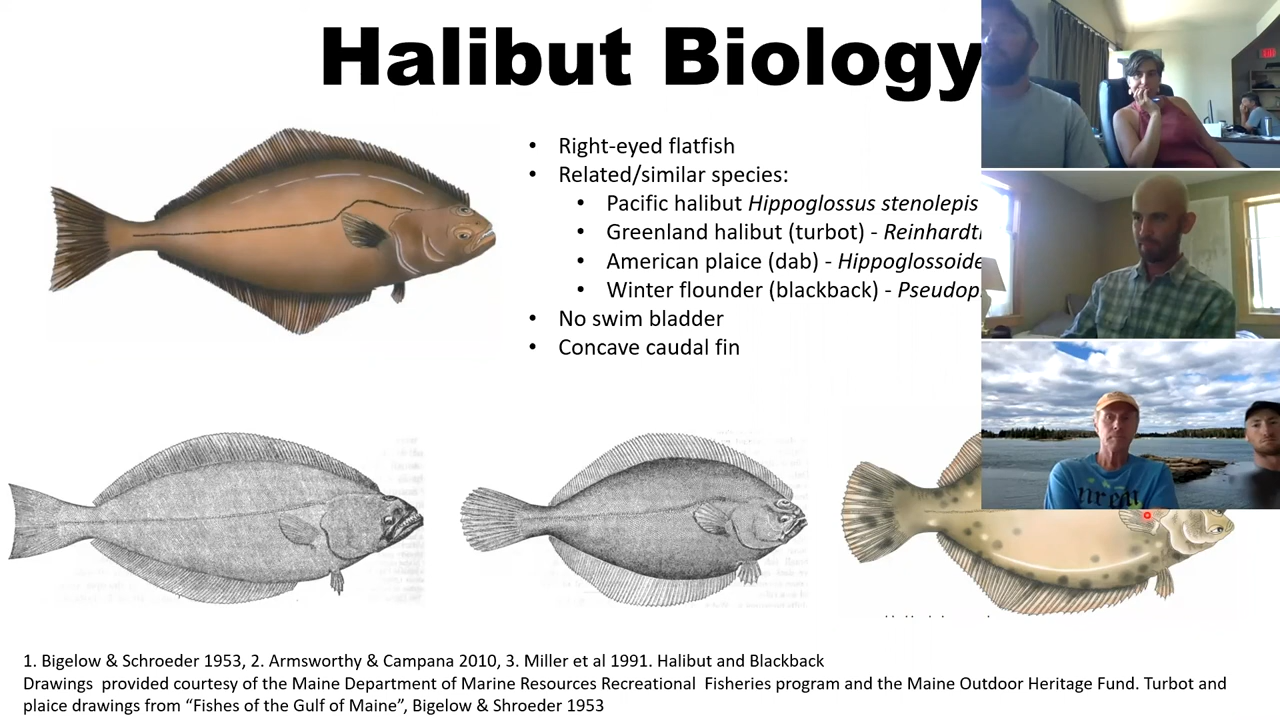 Halibut Biology
• Right-eyed flatfish
• Related/similar species:
• Pacific halibut Hippoglossus stenolepis
• Greenland halibut (turbot) - Reinhardt
• American plaice (dab) - Hippoglossoide
• Winter flounder (blackback) - Pseudop
• No swim bladder
• Concave caudal fin
1. Bigelow & Schroeder 1953, 2. Armsworthy & Campana 2010, 3. Miller et al 1991. Halibut and Blackback
Drawings provided courtesy of the Maine Department of Marine Resources Recreational Fisheries program and the Maine Outdoor Heritage Fund. Turbot and
plaice drawings from “Fishes of the Gulf of Maine”, Bigelow & Shroeder 1953